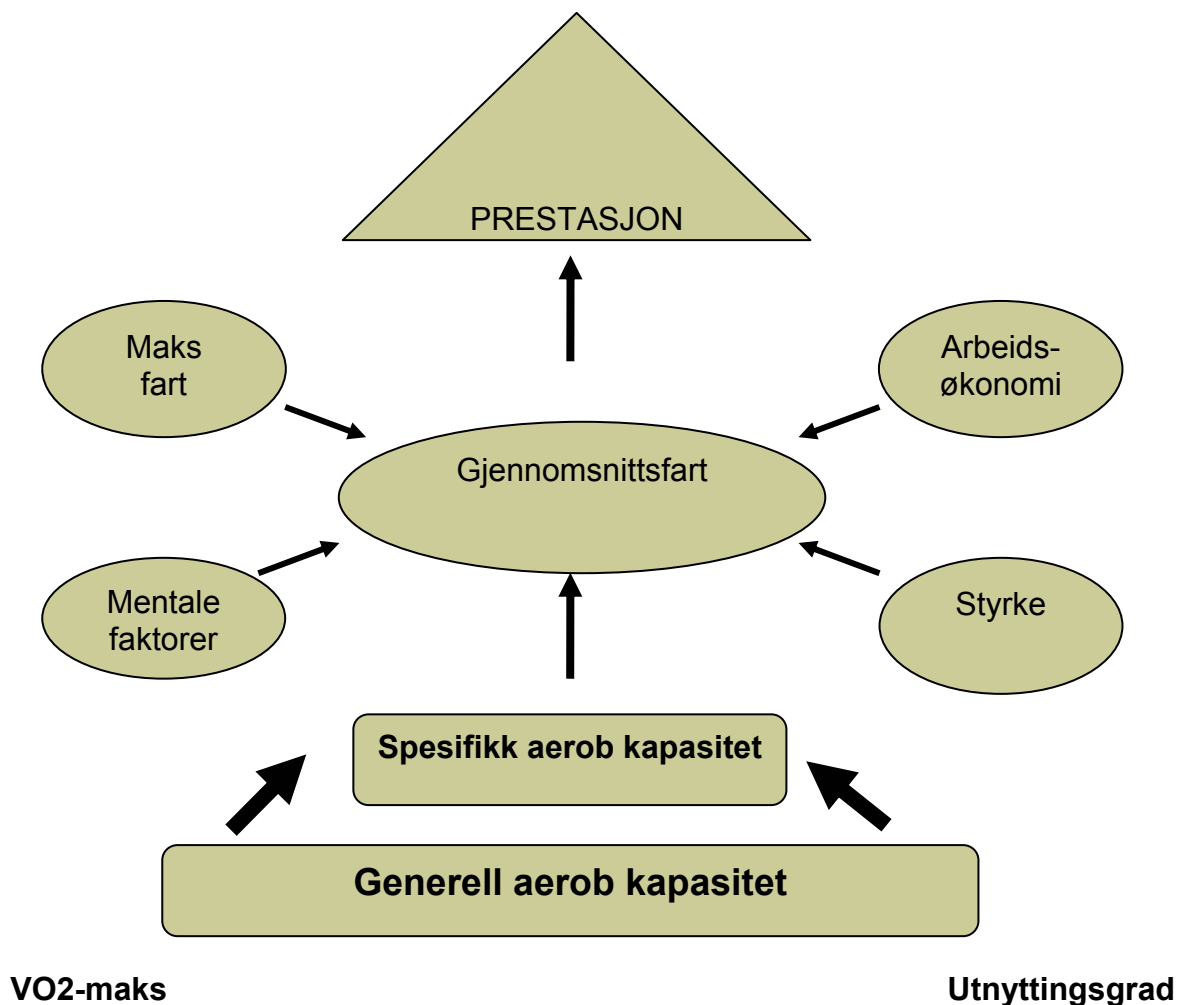 PRESTASJON
Maks
fart
Arbeids-
økonomi
Gjennomsnittsfart
Mentale
faktorer
Styrke
Spesifikk aerob kapasitet
Generell aerob kapasitet
VO2-maks
Utnyttingsgrad